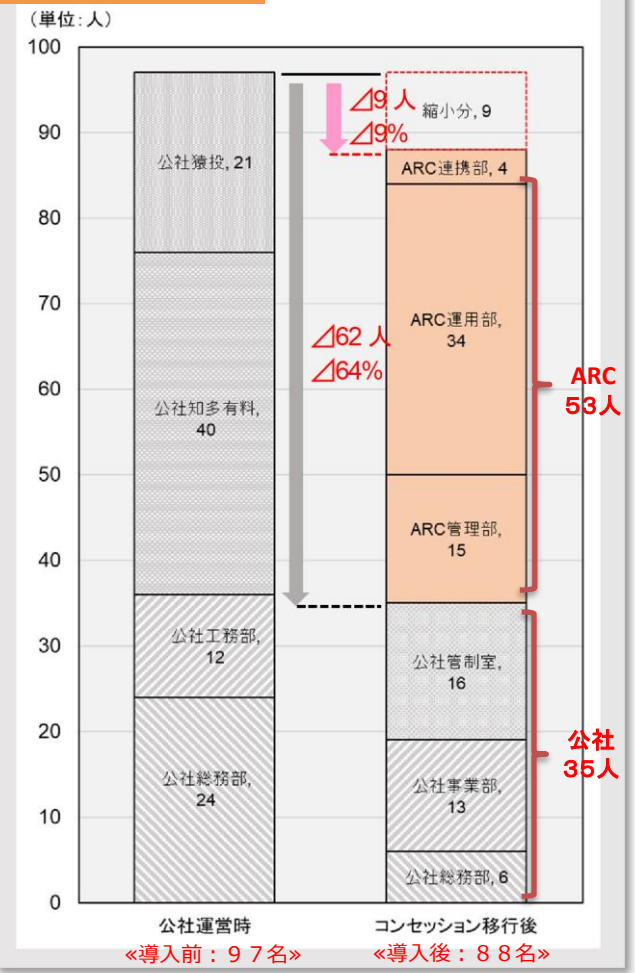 （単位：人）
100
90
80
70
60
50
40
30
20
10
0
公社猿投, 21
公社知多有料,
40
公社工務部,
12
公社総務部,
24
⊿9 人
⊿9%
⊿62 人
⊿64%
縮小分, 9
ARC連携部, 4
ARC運用部,
34
ARC管理部,
15
公社管制室,
16
公社事業部,
13
公社総務部, 6
ARC
53人
公社
35人
公社運営時
コンセッション移行後
≪導入前：９７名≫
≪導入後：８８名≫